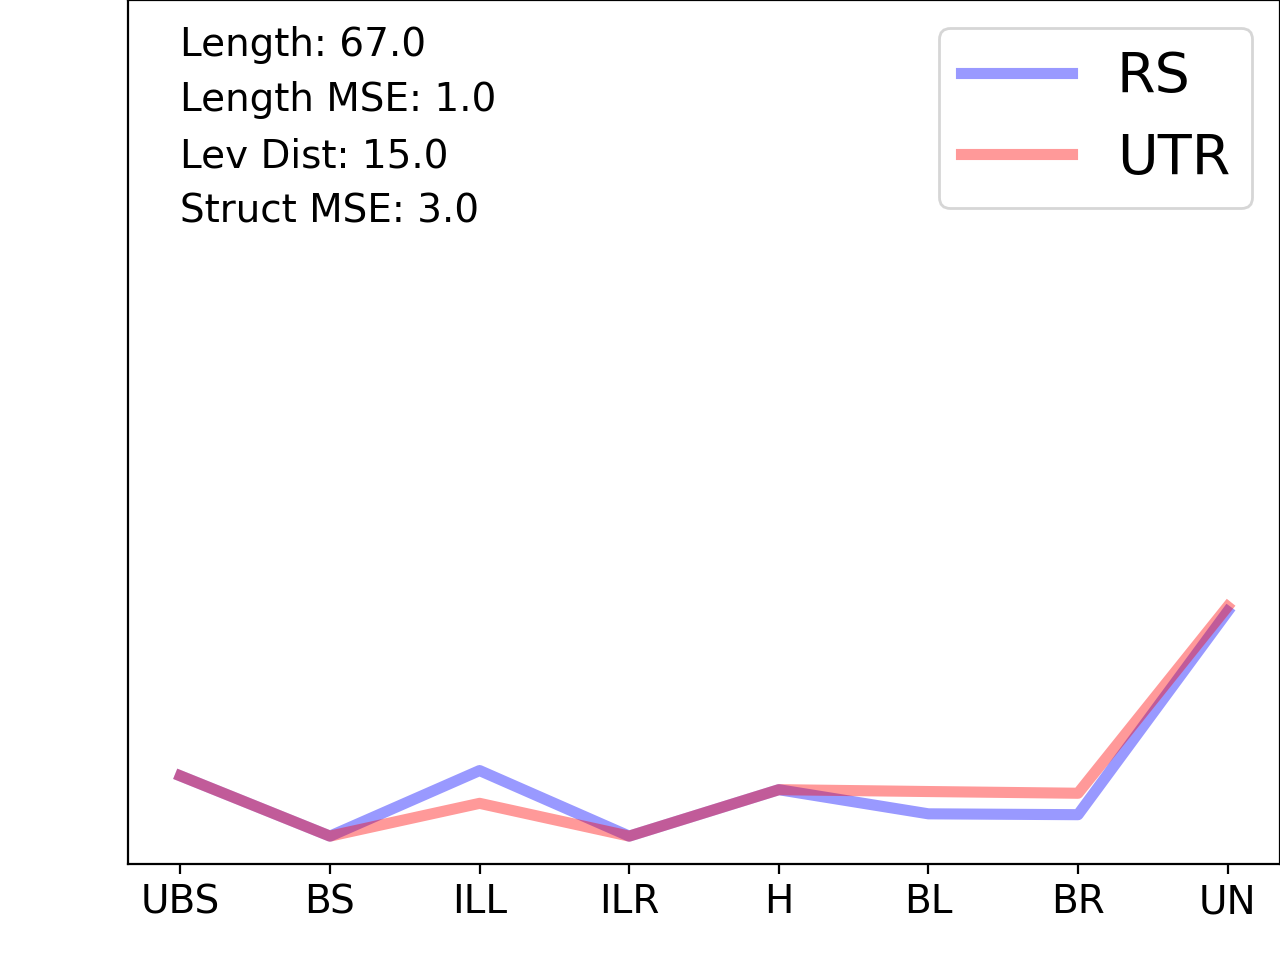 Length: 67.0
Length MSE: 1.0
Lev Dist: 15.0
Struct MSE: 3.0
RS
UTR
UBS BS ILL ILR H BL BR UN